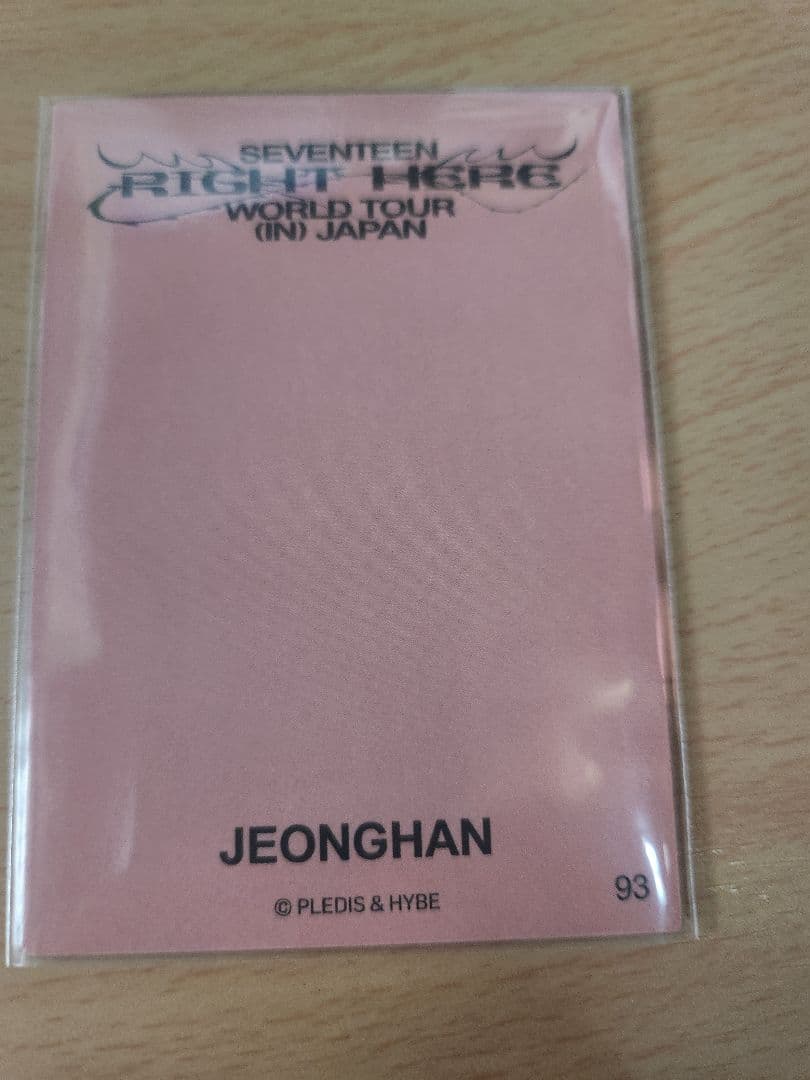 SEVENTEEN
RIGHT HERE
WORLD TOUR
(IN) JAPAN
JEONGHAN
© PLEDIS & HYBE
93